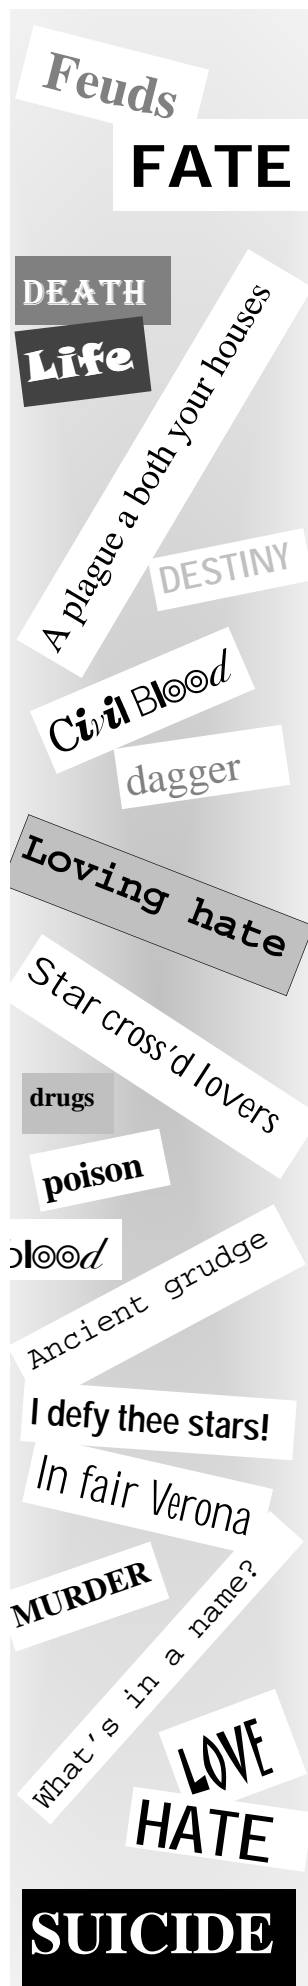 Feuds
FATE
DEATH
Life
A plague a both your houses
DESTINY
Civil Blood
dagger
Loving hate
Star cross'd lovers
drugs
poison
blood
Ancient grudge
I defy thee stars!
In fair Verona
MURDER
What's in a name?
LOVE
HATE
SUICIDE